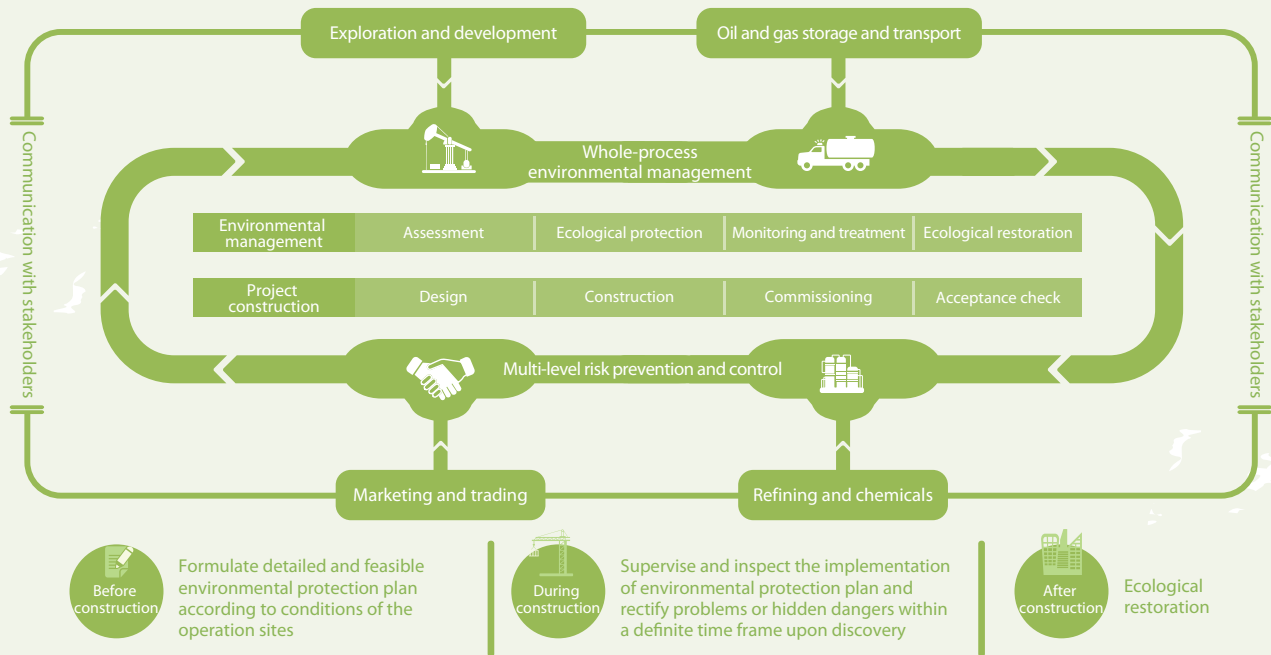 Exploration and development
Oil and gas storage and transport
Communication with stakeholders
Communication with stakeholders
Whole-process
environmental management
Environmental
management
Assessment
Ecological protection
Monitoring and treatment
Ecological restoration
Project
construction
Design
Construction
Commissioning
Acceptance check
Multi-level risk prevention and control
Marketing and trading
Refining and chemicals
Before
construction
Formulate detailed and feasible
environmental protection plan
according to conditions of the
operation sites
During
construction
Supervise and inspect the implementation
of environmental protection plan and
rectify problems or hidden dangers within
a definite time frame upon discovery
After
construction
Ecological
restoration